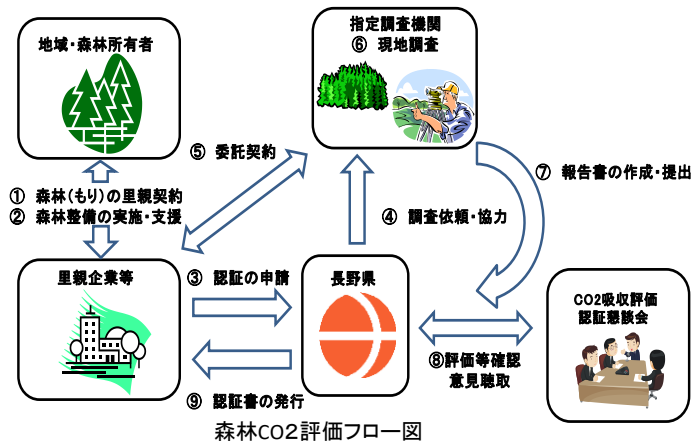 地域・森林所有者
指定調査機関
⑥ 現地調査
⑤ 委託契約
① 森林(もり)の里親契約
② 森林整備の実施・支援
④ 調査依頼・協力
⑦ 報告書の作成・提出
里親企業等
③ 認証の申請
長野県
CO2吸収評価
認証懇談会
⑧評価等確認
意見聴取
⑨ 認証書の発行
森林CO2評価フロー図